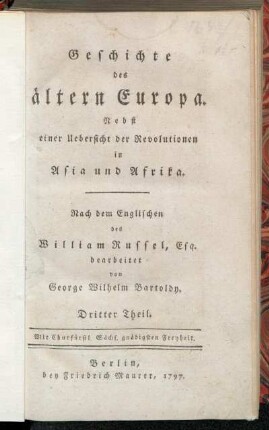 Geschichte
des
ältern Europa.
Nebst
einer Uebersicht der Revolutionen
in
Asia und Afrika.
Nach dem Englischen
des
William Russel, Esq.
bearbeitet
von
George Wilhelm Bartoldy.
Dritter Theil.
Mit Churfürstl. Sächs. gnädigsten Freyheit.
Berlin,
bey Friedrich Maurer, 1797.